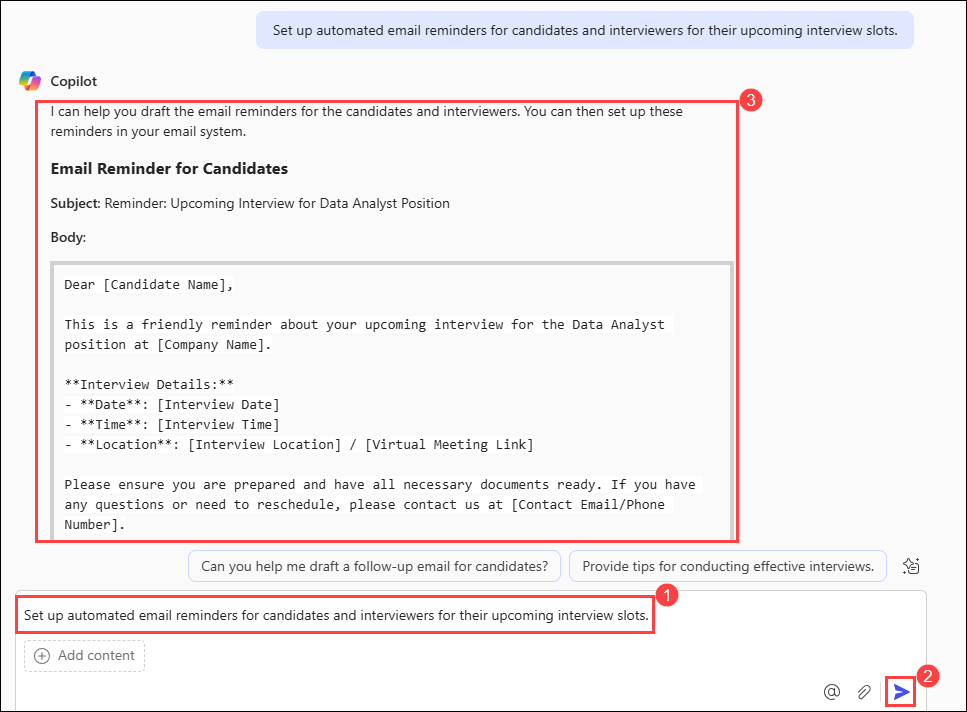 Set up automated email reminders for candidates and interviewers for their upcoming interview slots.
Copilot
3
I can help you draft the email reminders for the candidates and interviewers. You can then set up these
reminders in your email system.
Email Reminder for Candidates
Subject: Reminder: Upcoming Interview for Data Analyst Position
Body:
Dear [Candidate Name],
This is a friendly reminder about your upcoming interview for the Data Analyst
position at [Company Name].
**Interview Details:**
- **Date**: [Interview Date]
- **Time**: [Interview Time]
- **Location**: [Interview Location] / [Virtual Meeting Link]
Please ensure you are prepared and have all necessary documents ready. If you have
any questions or need to reschedule, please contact us at [Contact Email/Phone
Number].
Can you help me draft a follow-up email for candidates?
Provide tips for conducting effective interviews.
1
Set up automated email reminders for candidates and interviewers for their upcoming interview slots.
Add content
@
2